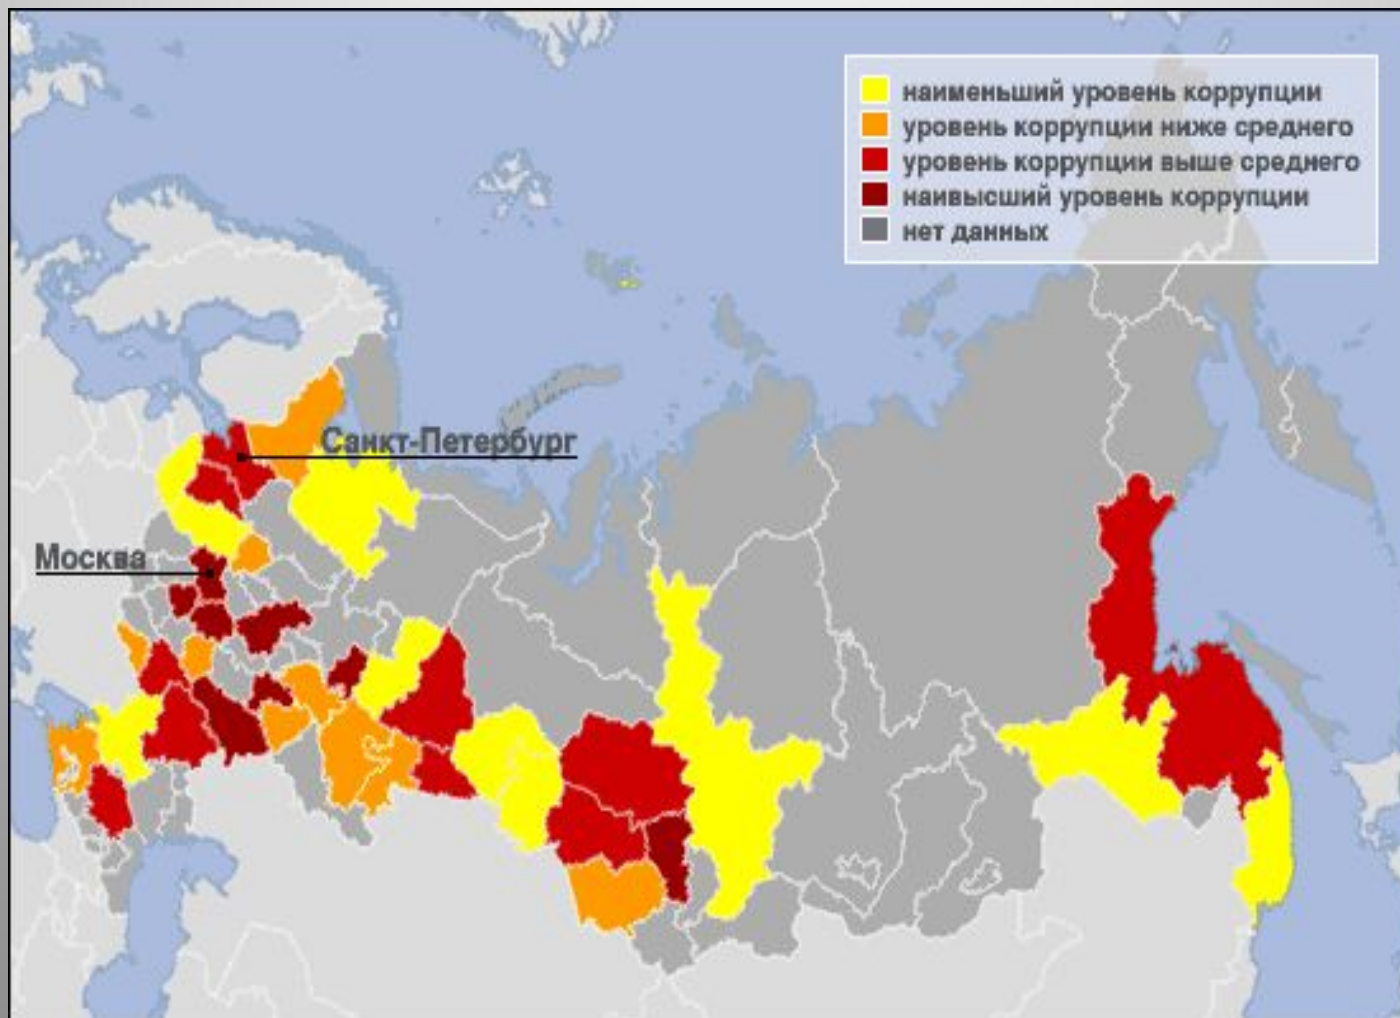 наименьший уровень коррупции
уровень коррупции ниже среднего
уровень коррупции выше среднего
наивысший уровень коррупции
нет данных
Санкт-Петербург
Москва